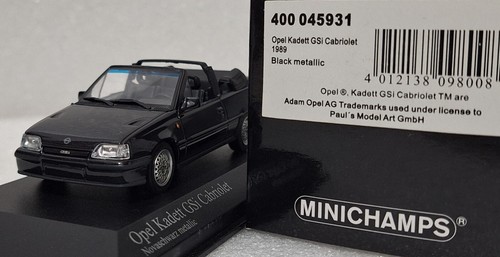 400 045931
Opel Kadett GSi Cabriolet
1989
Black metallic
4 012138 098008
Opel ®, Kadett GSi Cabriolet TM are
Adam Opel AG Trademarks used under license to
Paul´s Model Art GmbH
Opel Kadett GSi Cabriolet
Novaschwarz metallic
MINICHAMPS®